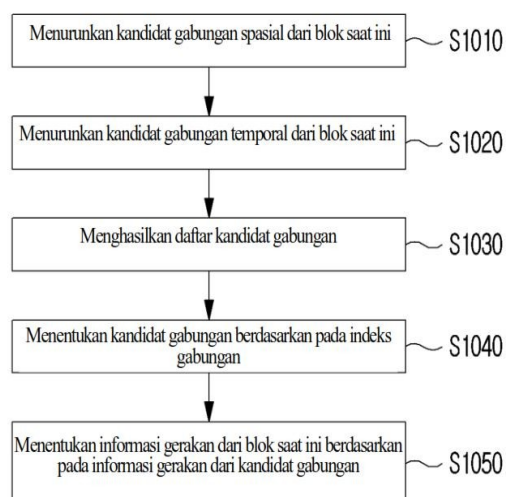 Menurunkan kandidat gabungan spasial dari blok saat ini
S1010
Menurunkan kandidat gabungan temporal dari blok saat ini
S1020
Menghasilkan daftar kandidat gabungan
S1030
Menentukan kandidat gabungan berdasarkan pada indeks
gabungan
S1040
Menentukan informasi gerakan dari blok saat ini berdasarkan
pada informasi gerakan dari kandidat gabungan
S1050